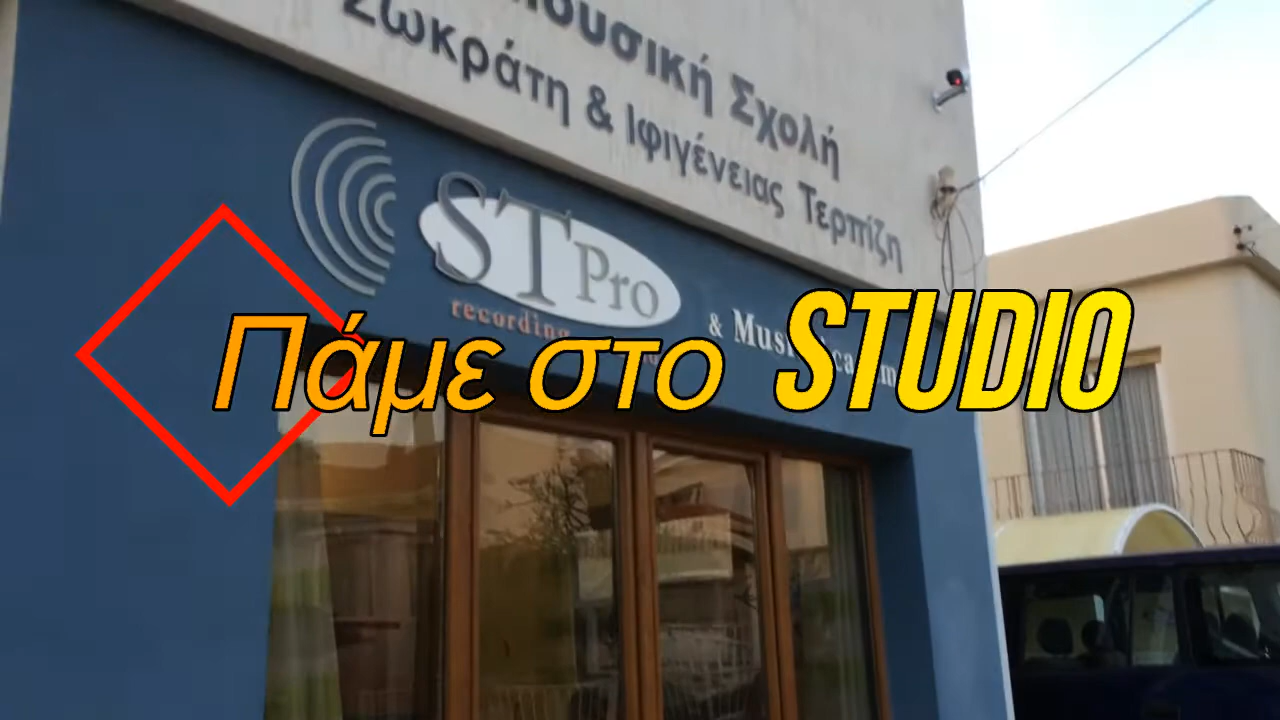 Μουσική Σχολή
Σωκράτη & Ιφιγένειας Τερπίζη
ST Pro
recording
& Music
Πάμε στο STUDIO